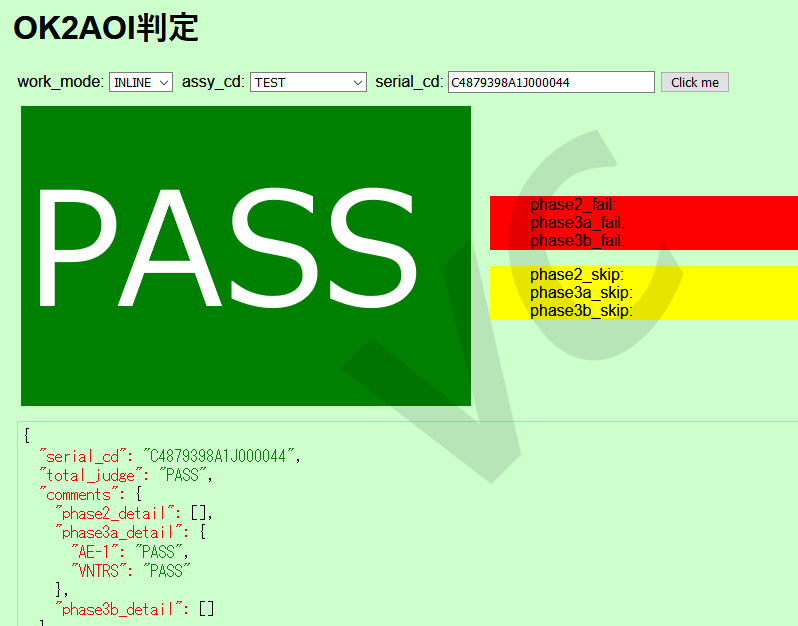 OK2AOI判定
work_mode: INLINE assy_cd: TEST serial_cd: C4879398A1J000044 Click me
PASS
phase2_fail:
phase3a_fail:
phase3b_fail:
phase2_skip:
phase3a_skip:
phase3b_skip:
VC
{
"serial_cd": "C4879398A1J000044",
"total_judge": "PASS",
"comments": {
"phase2_detail": [],
"phase3a_detail": {
"AE-1": "PASS",
"VNTRS": "PASS"
},
"phase3b_detail": []